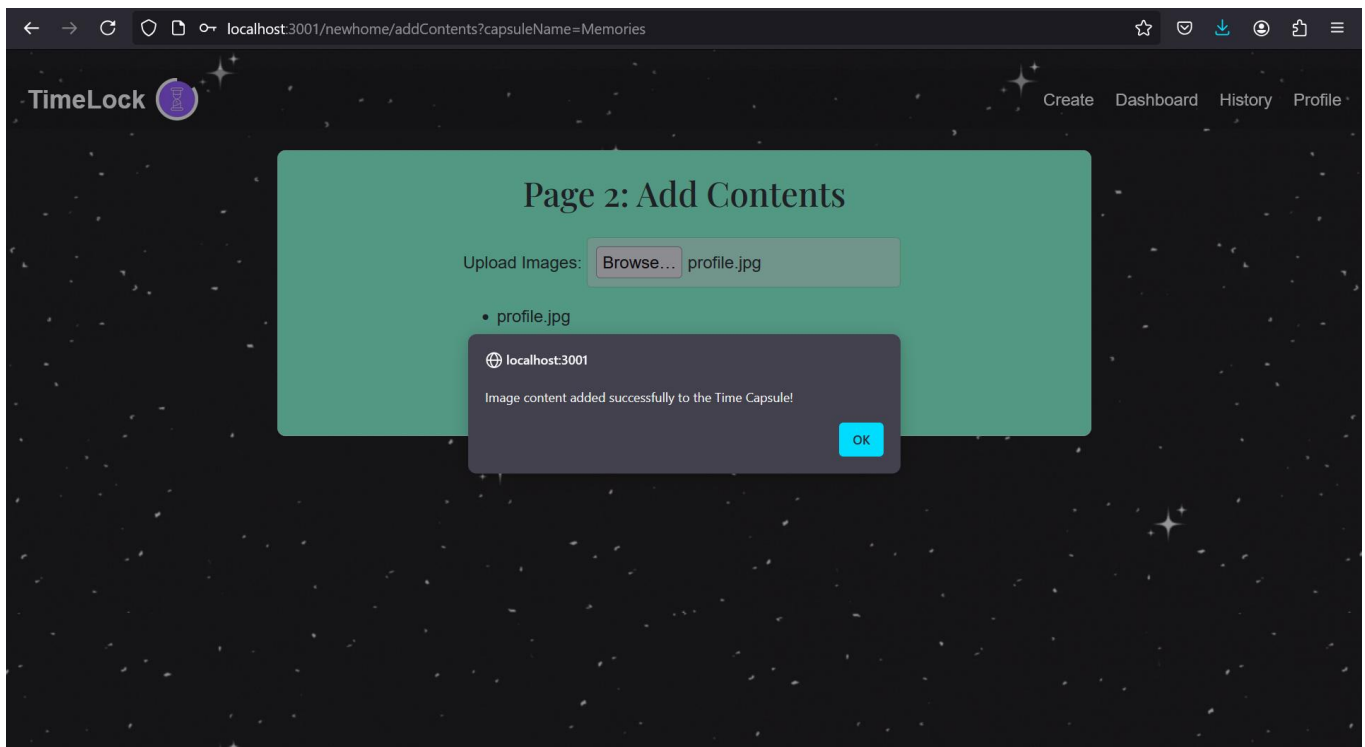 localhost:3001/newhome/addContents?capsuleName=Memories
TimeLock
Create Dashboard History Profile
Page 2: Add Contents
Upload Images: Browse... profile.jpg
• profile.jpg
localhost:3001
Image content added successfully to the Time Capsule!
OK